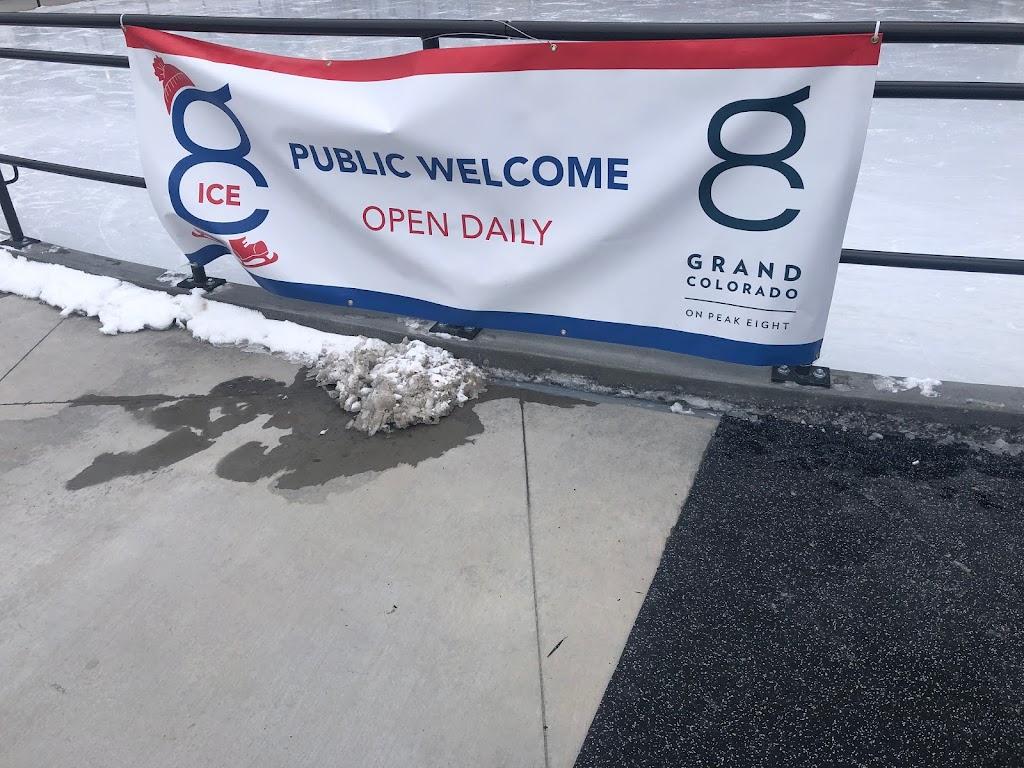 ICE
PUBLIC WELCOME
OPEN DAILY
GRAND
COLORADO
ON PEAK EIGHT